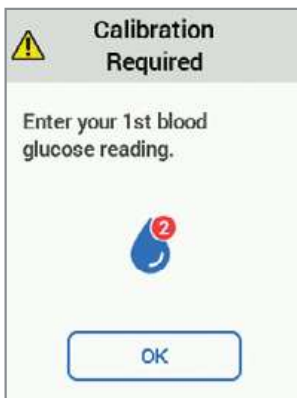 Calibration
Required
Enter your 1st blood
glucose reading.
2
OK